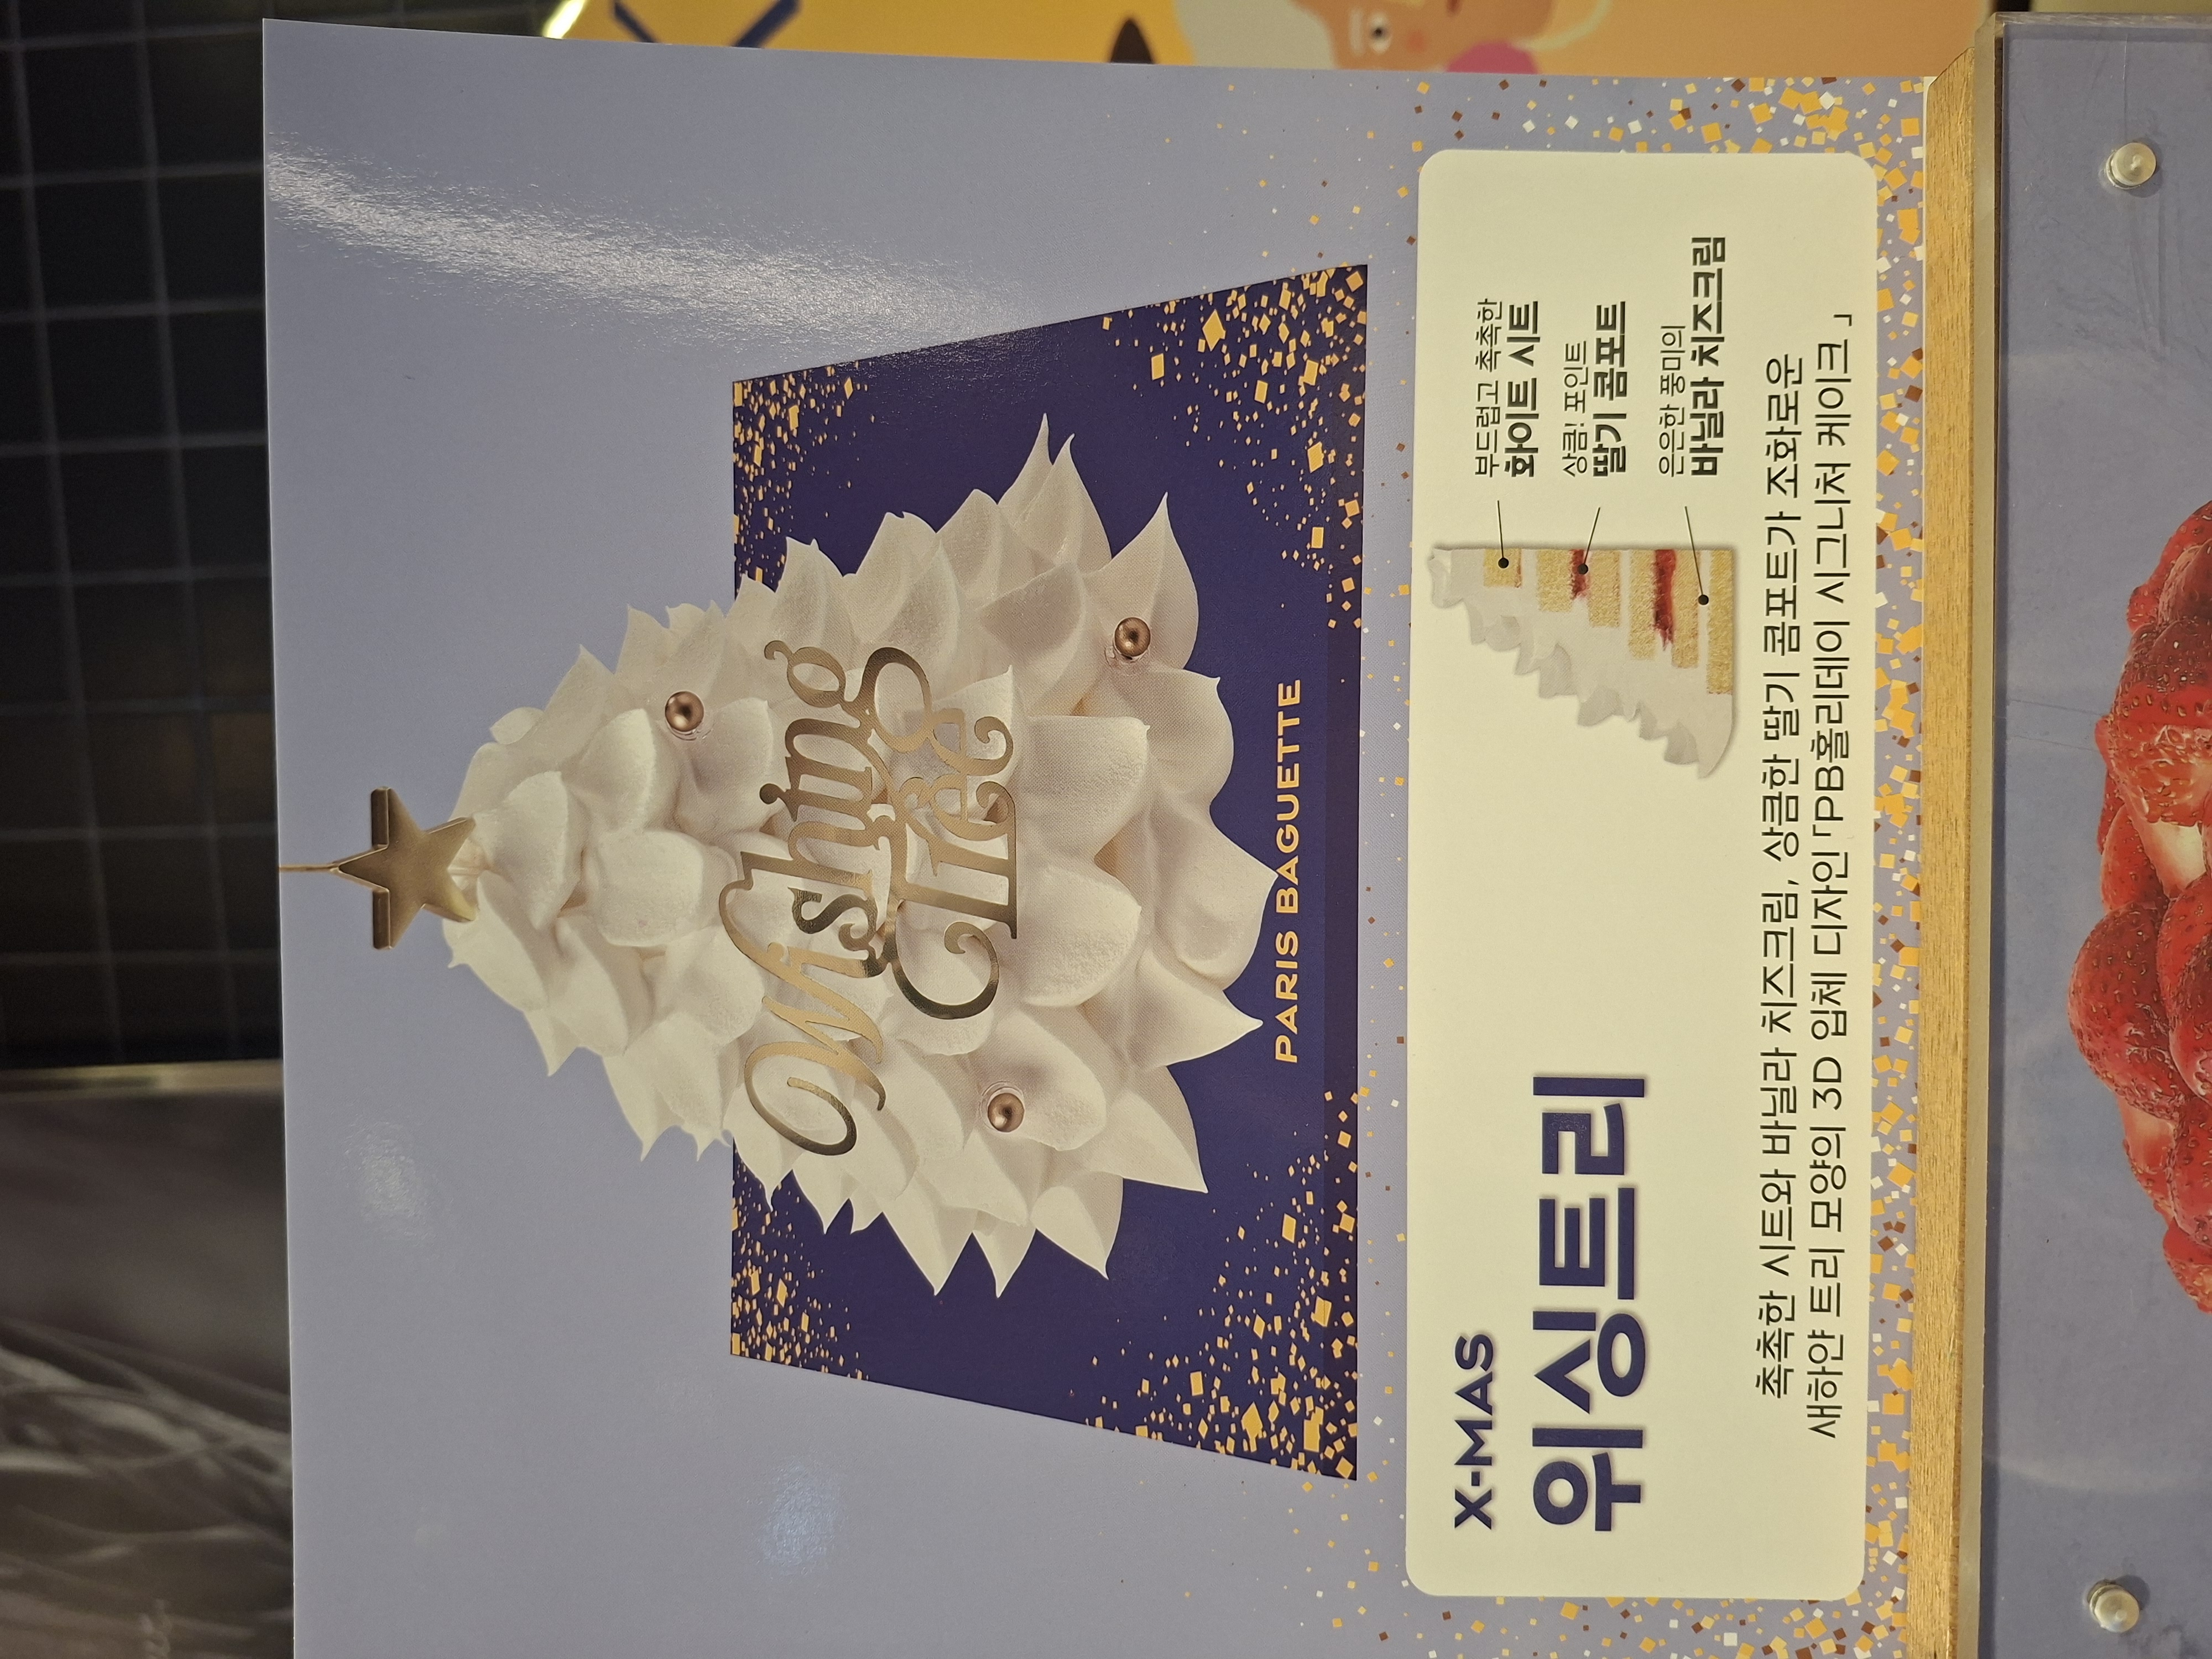 Wishing
Tree
PARIS BAGUETTE
X-MAS
위싱트리
부드럽고 촉촉한
화이트 시트
상큼! 포인트
딸기 콤포트
은은한 풍미의
바닐라 치즈크림
촉촉한 시트와 바닐라 치즈크림, 상큼한 딸기 콤포트가 조화로운
새하얀 트리 모양의 3D 입체 디자인 「PB홀리데이 시그니처 케이크」